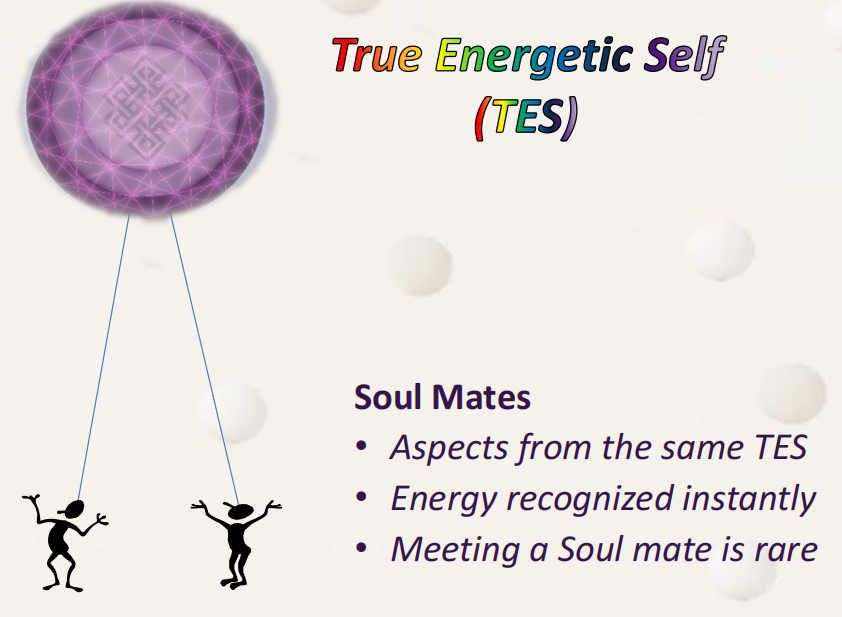 True Energetic Self
(TES)
Soul Mates
• Aspects from the same TES
• Energy recognized instantly
• Meeting a Soul mate is rare